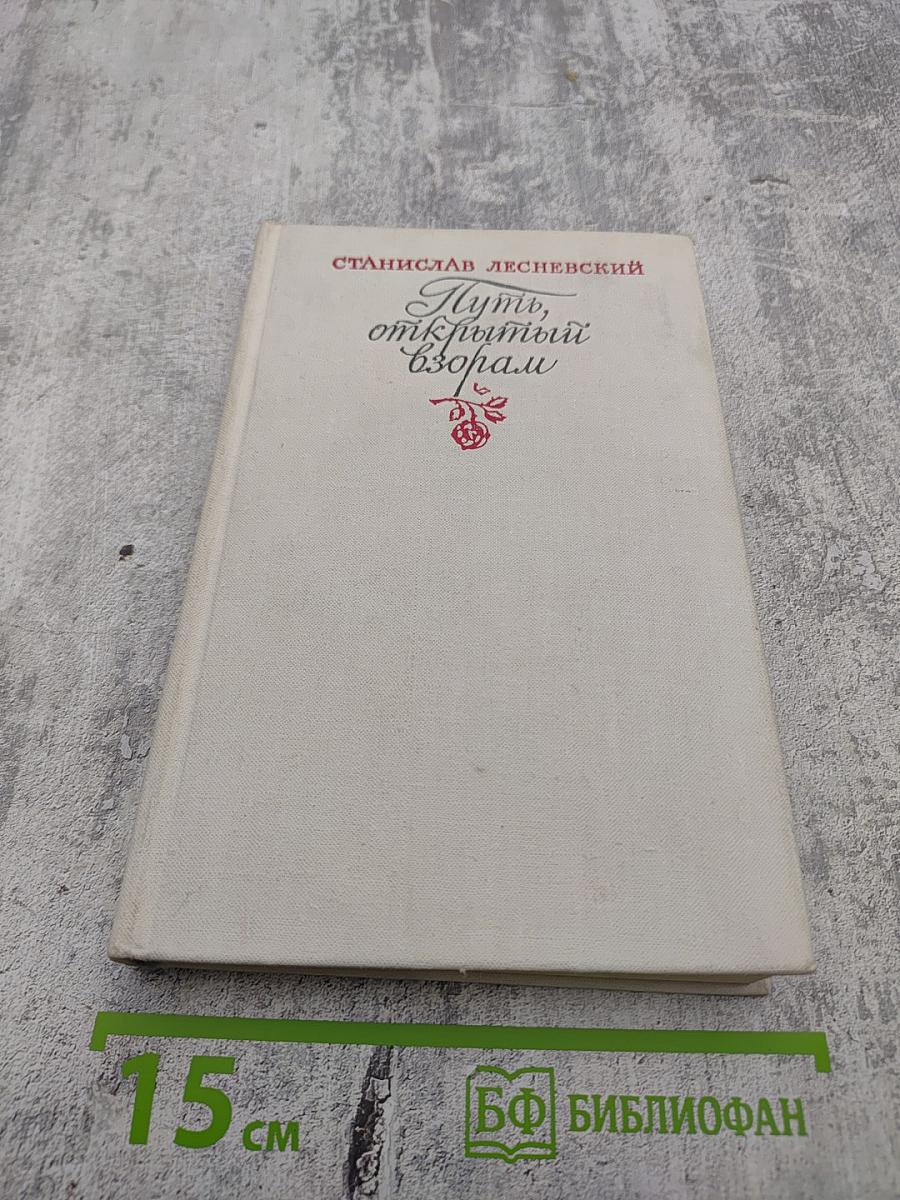 СТАНИСЛАВ ЛЕСНЕВСКИЙ
Путь,
открытый
взорам
15 см
БФ БИБЛИОФАН